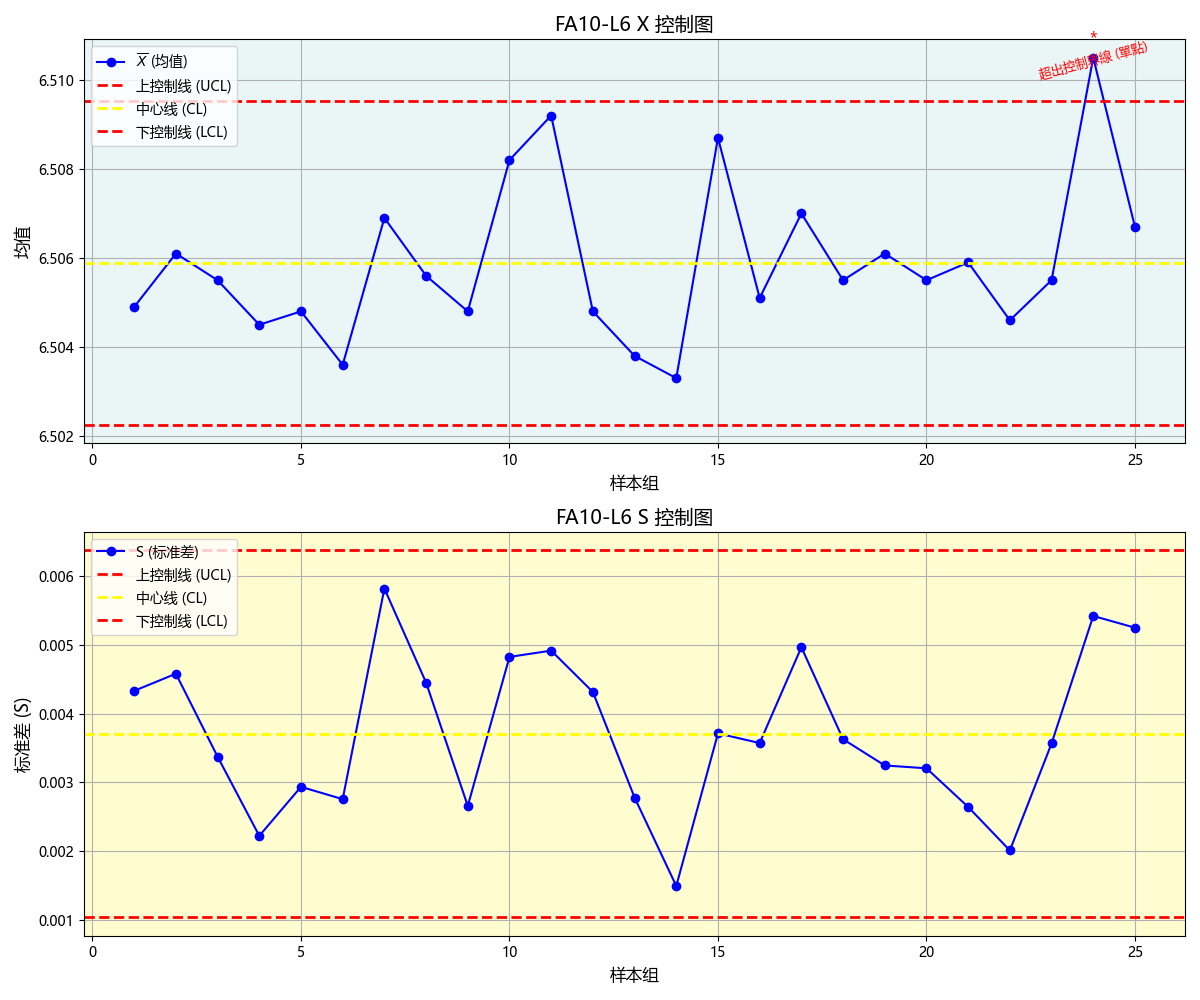 FA10-L6 X 控制图
*
超出控制界線 (單點)
X̄ (均值)
上控制线 (UCL)
中心线 (CL)
下控制线 (LCL)
6.510
6.508
6.506
6.504
6.502
均值
0 5 10 15 20 25
样本组
FA10-L6 S 控制图
S (标准差)
上控制线 (UCL)
中心线 (CL)
下控制线 (LCL)
0.006
0.005
0.004
0.003
0.002
0.001
标准差 (S)
0 5 10 15 20 25
样本组